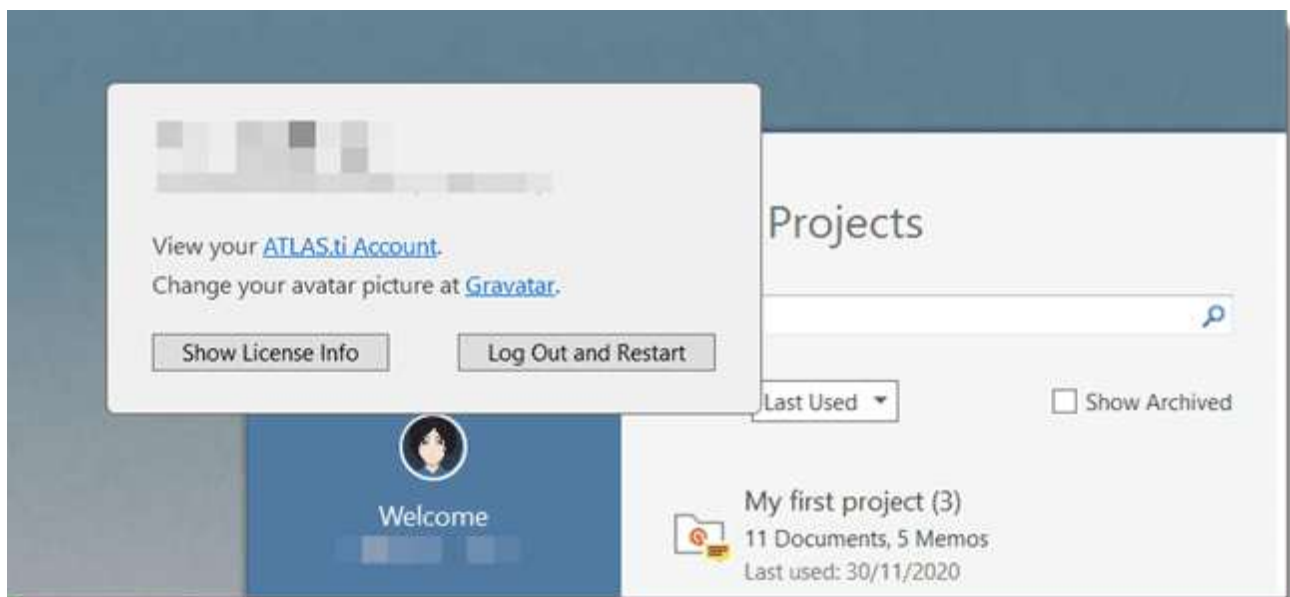 View your ATLAS.ti Account.
Change your avatar picture at Gravatar.
Show License Info
Log Out and Restart
Projects
Last Used
Show Archived
Welcome
My first project (3)
11 Documents, 5 Memos
Last used: 30/11/2020